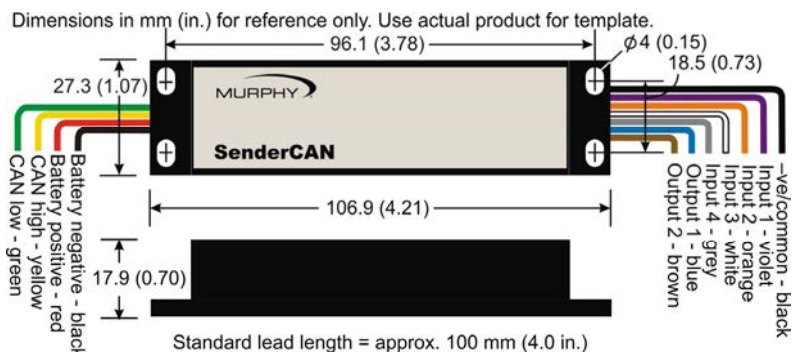 Dimensions in mm (in.) for reference only. Use actual product for template.
96.1 (3.78)
ϕ4 (0.15)
18.5 (0.73)
27.3 (1.07)
MURPHY
SenderCAN
CAN low - green
CAN high - yellow
Battery positive - red
Battery negative - black
106.9 (4.21)
Output 2 - brown
Output 1 - blue
Input 4 - grey
Input 3 - white
Input 2 - orange
Input 1 - violet
–ve/common - black
17.9 (0.70)
Standard lead length = approx. 100 mm (4.0 in.)